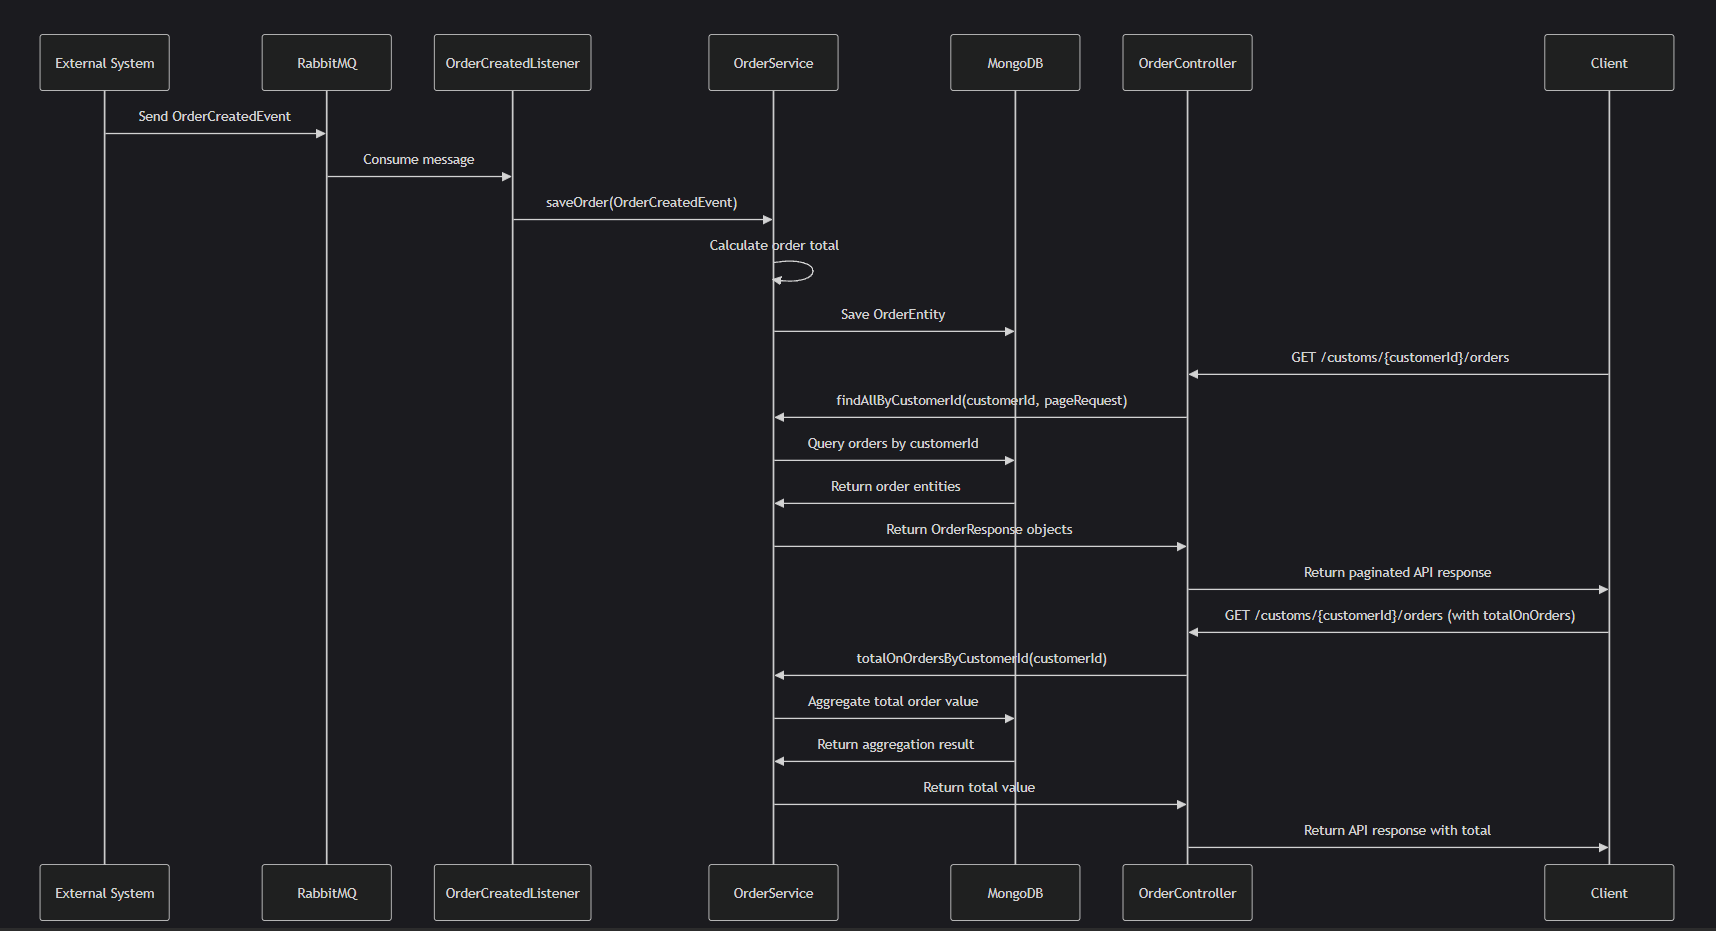 External System
RabbitMQ
OrderCreatedListener
OrderService
MongoDB
OrderController
Client
Send OrderCreatedEvent
Consume message
saveOrder(OrderCreatedEvent)
Calculate order total
Save OrderEntity
GET /customs/{customerId}/orders
findAllByCustomerId(customerId, pageRequest)
Query orders by customerId
Return order entities
Return OrderResponse objects
Return paginated API response
GET /customs/{customerId}/orders (with totalOnOrders)
totalOnOrdersByCustomerId(customerId)
Aggregate total order value
Return aggregation result
Return total value
Return API response with total
External System
RabbitMQ
OrderCreatedListener
OrderService
MongoDB
OrderController
Client